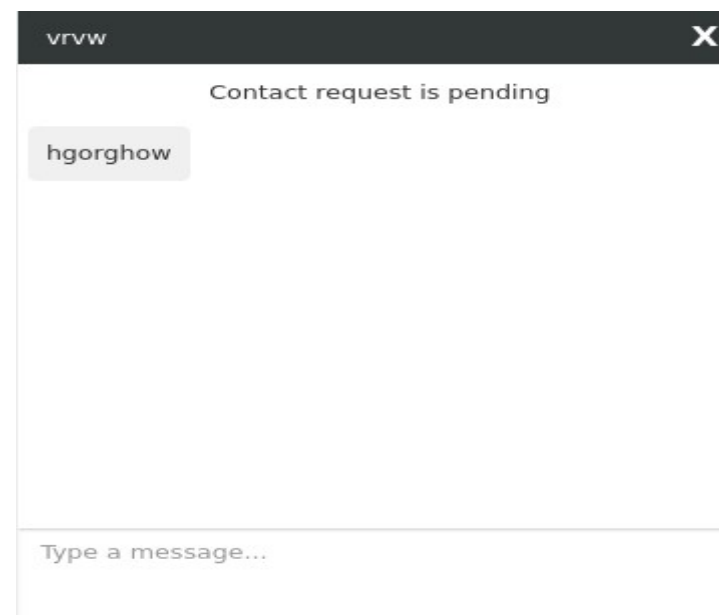 vrvw X
Contact request is pending
hgorghow
Type a message...